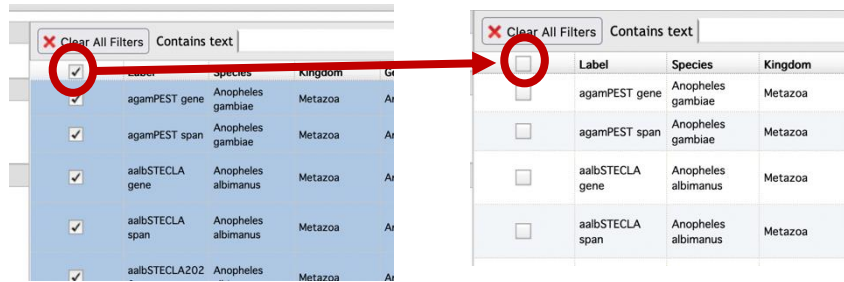 Clear All Filters Contains text
Label Species Kingdom
agamPEST gene Anopheles gambiae Metazoa
agamPEST span Anopheles gambiae Metazoa
aalbSTECLA gene Anopheles albimanus Metazoa
aalbSTECLA span Anopheles albimanus Metazoa
aalbSTECLA202 Anopheles Metazoa
Clear All Filters Contains text
Label Species Kingdom
agamPEST gene Anopheles gambiae Metazoa
agamPEST span Anopheles gambiae Metazoa
aalbSTECLA gene Anopheles albimanus Metazoa
aalbSTECLA span Anopheles albimanus Metazoa